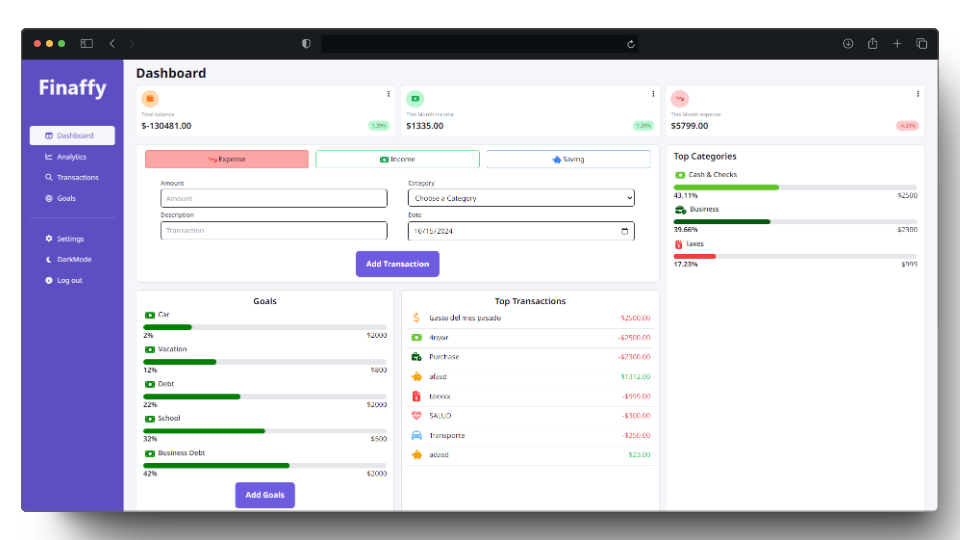 Finaffy
Dashboard
Analytics
Transactions
Goals
Settings
DarkMode
Log out
Dashboard
Total balance
$-130481.00
1.39%
This Month Income
$1335.00
1.39%
This Month expense
$5799.00
-4.39%
Expense
Income
Saving
Amount
Amount
Category
Choose a Category
Description
Transaction
Date
10/15/2024
Add Transaction
Top Categories
Cash & Checks
43.11% $2500
Business
39.66% $2300
Taxes
17.23% $999
Goals
Car
2% $2000
Vacation
12% $800
Debt
22% $2000
School
32% $500
Business Debt
42% $2000
Add Goals
Top Transactions
Gasto del mes pasado -$2500.00
4rqwr -$2500.00
Purchase -$2300.00
afasd $1312.00
taxxxx -$999.00
SALUD -$300.00
Transporte -$250.00
adasd $23.00